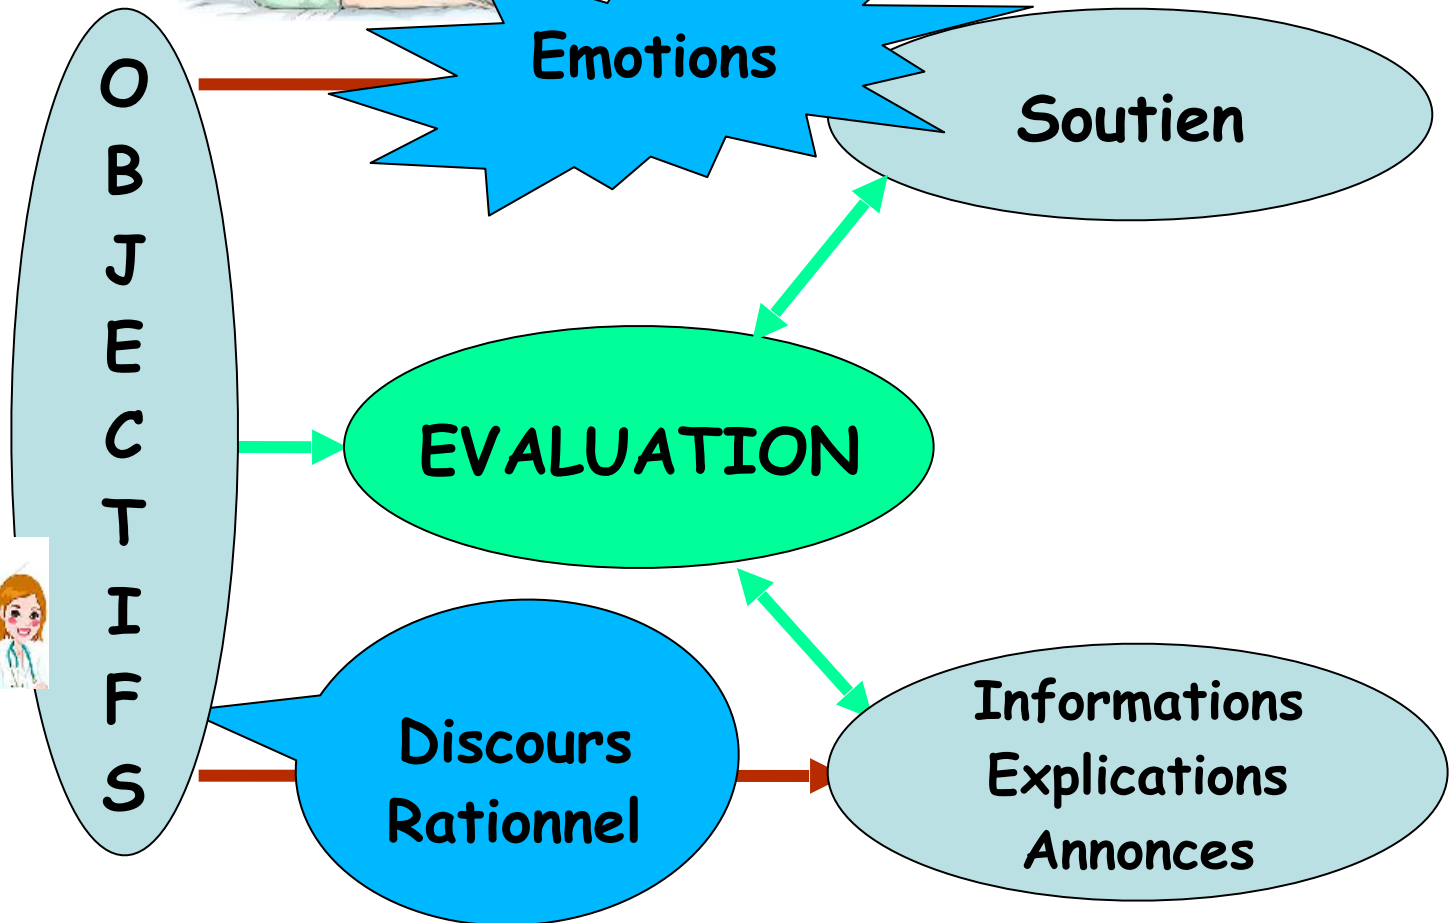 OBJECTIFS
Emotions
Soutien
EVALUATION
Discours
Rationnel
Informations
Explications
Annonces